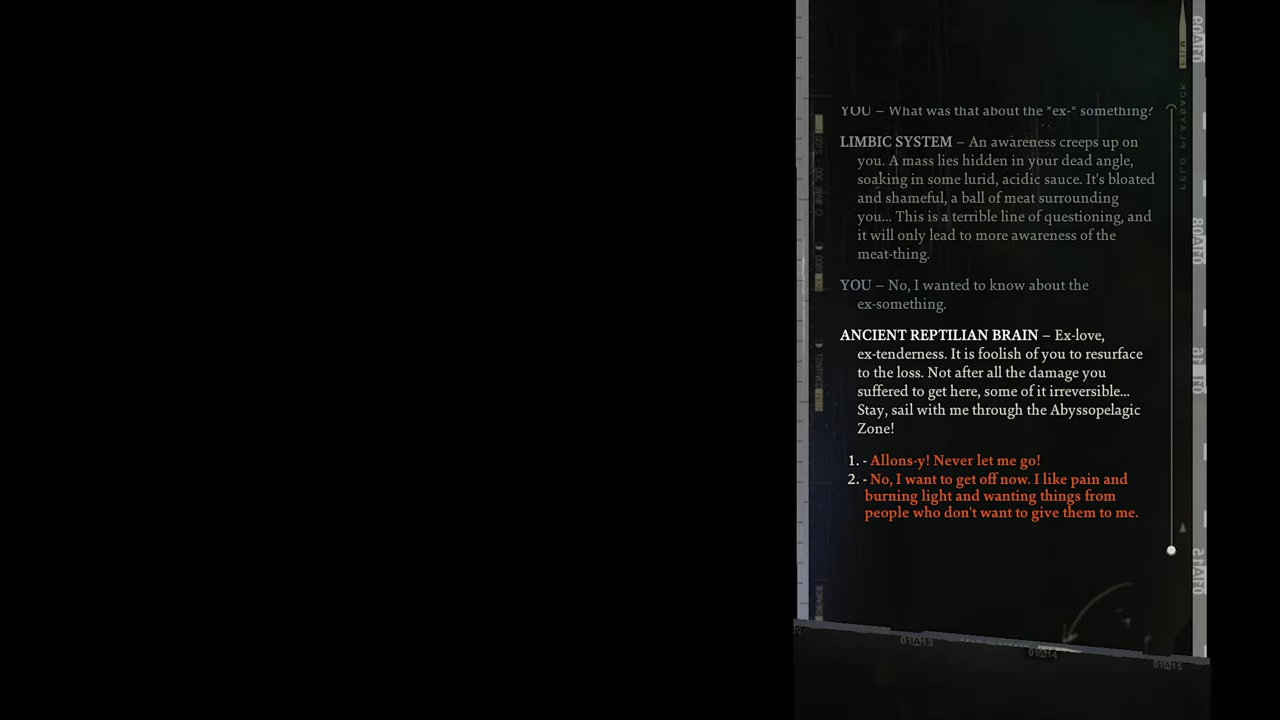 YOU – What was that about the *ex-* something?
LIMBIC SYSTEM – An awareness creeps up on
you. A mass lies hidden in your dead angle,
soaking in some lurid, acidic sauce. It's bloated
and shameful, a ball of meat surrounding
you... This is a terrible line of questioning, and
it will only lead to more awareness of the
meat-thing.
YOU – No, I wanted to know about the
ex-something.
ANCIENT REPTILIAN BRAIN – Ex-love,
ex-tenderness. It is foolish of you to resurface
to the loss. Not after all the damage you
suffered to get here, some of it irreversible...
Stay, sail with me through the Abyssopelagic
Zone!
1. - Allons-y! Never let me go!
2. - No, I want to get off now. I like pain and
burning light and wanting things from
people who don't want to give them to me.
01A13
01A14
01A15